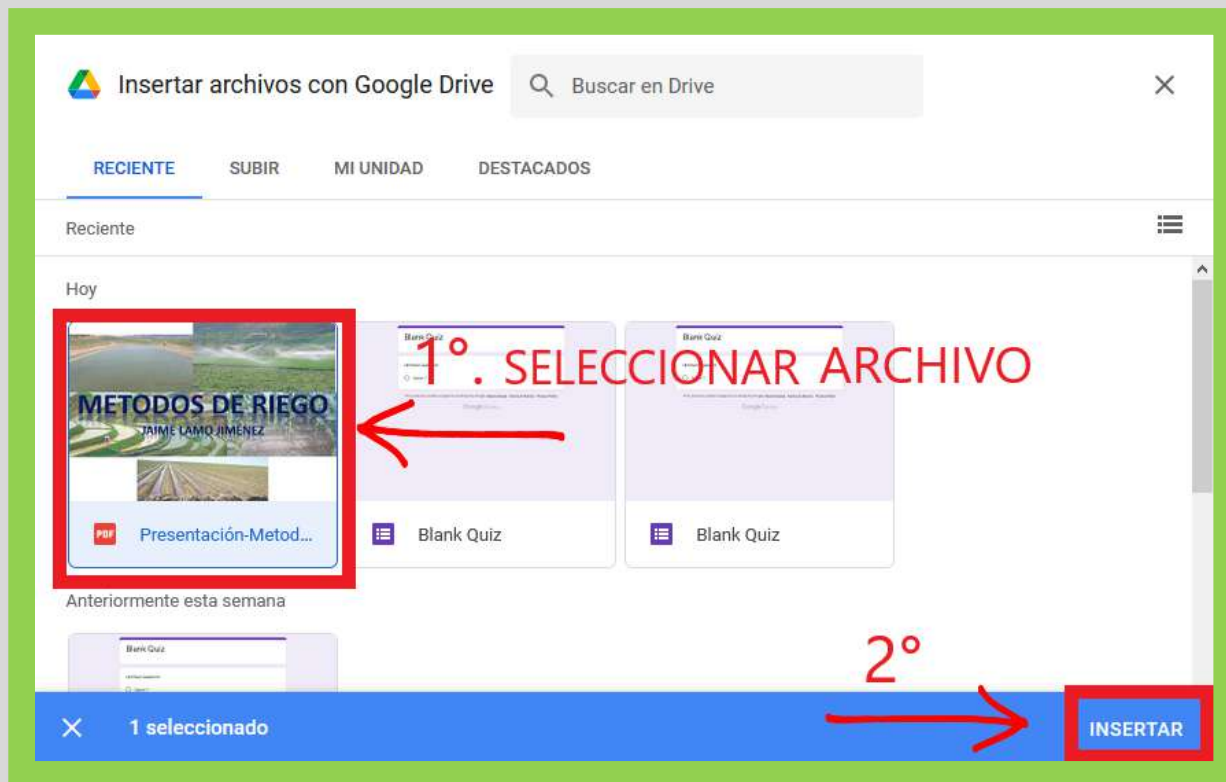 Insertar archivos con Google Drive
Buscar en Drive
RECIENTE SUBIR MI UNIDAD DESTACADOS
Reciente
Hoy
METODOS DE RIEGO
JAIME LAMO JIMÉNEZ
Blank Quiz
Blank Quiz
1°. SELECCIONAR ARCHIVO
PDF Presentación-Metod...
Blank Quiz
Blank Quiz
Anteriormente esta semana
Blank Quiz
2°
1 seleccionado
INSERTAR